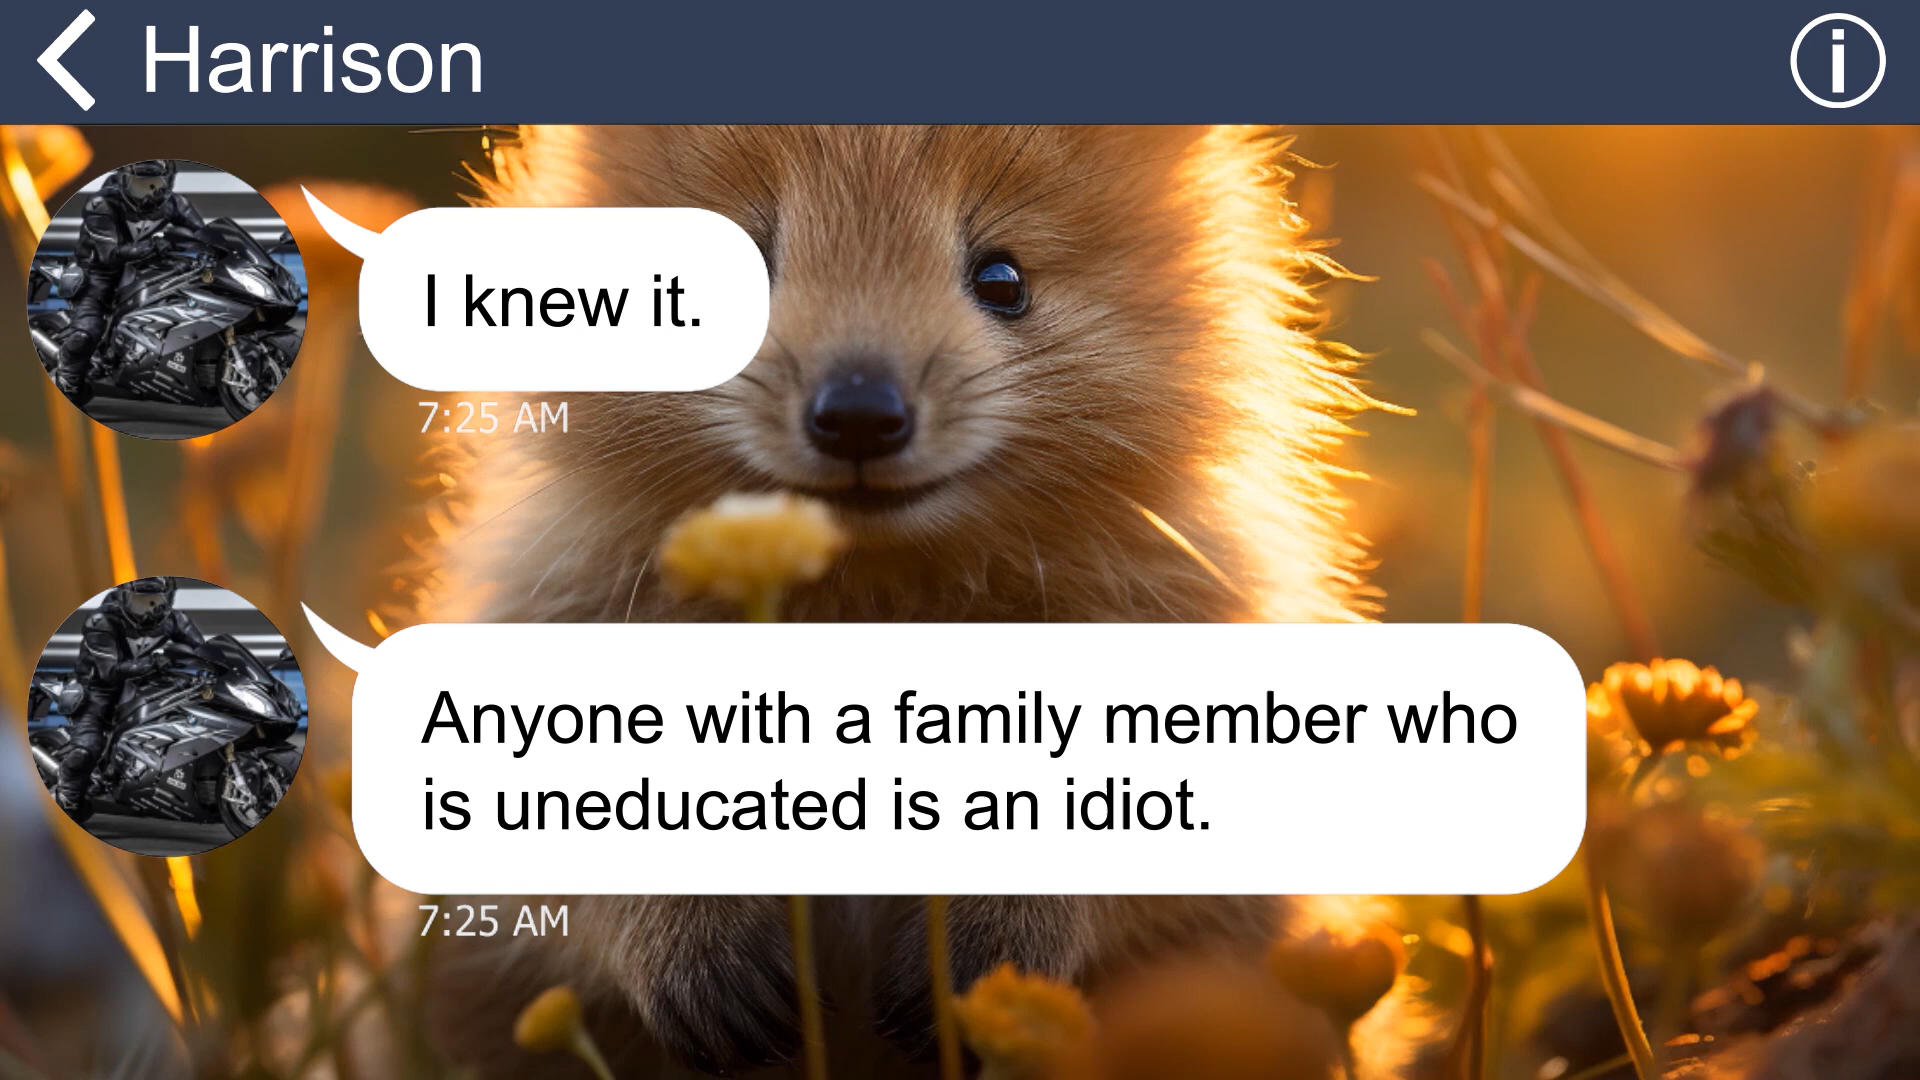 Harrison
I knew it.
7:25 AM
Anyone with a family member who
is uneducated is an idiot.
7:25 AM